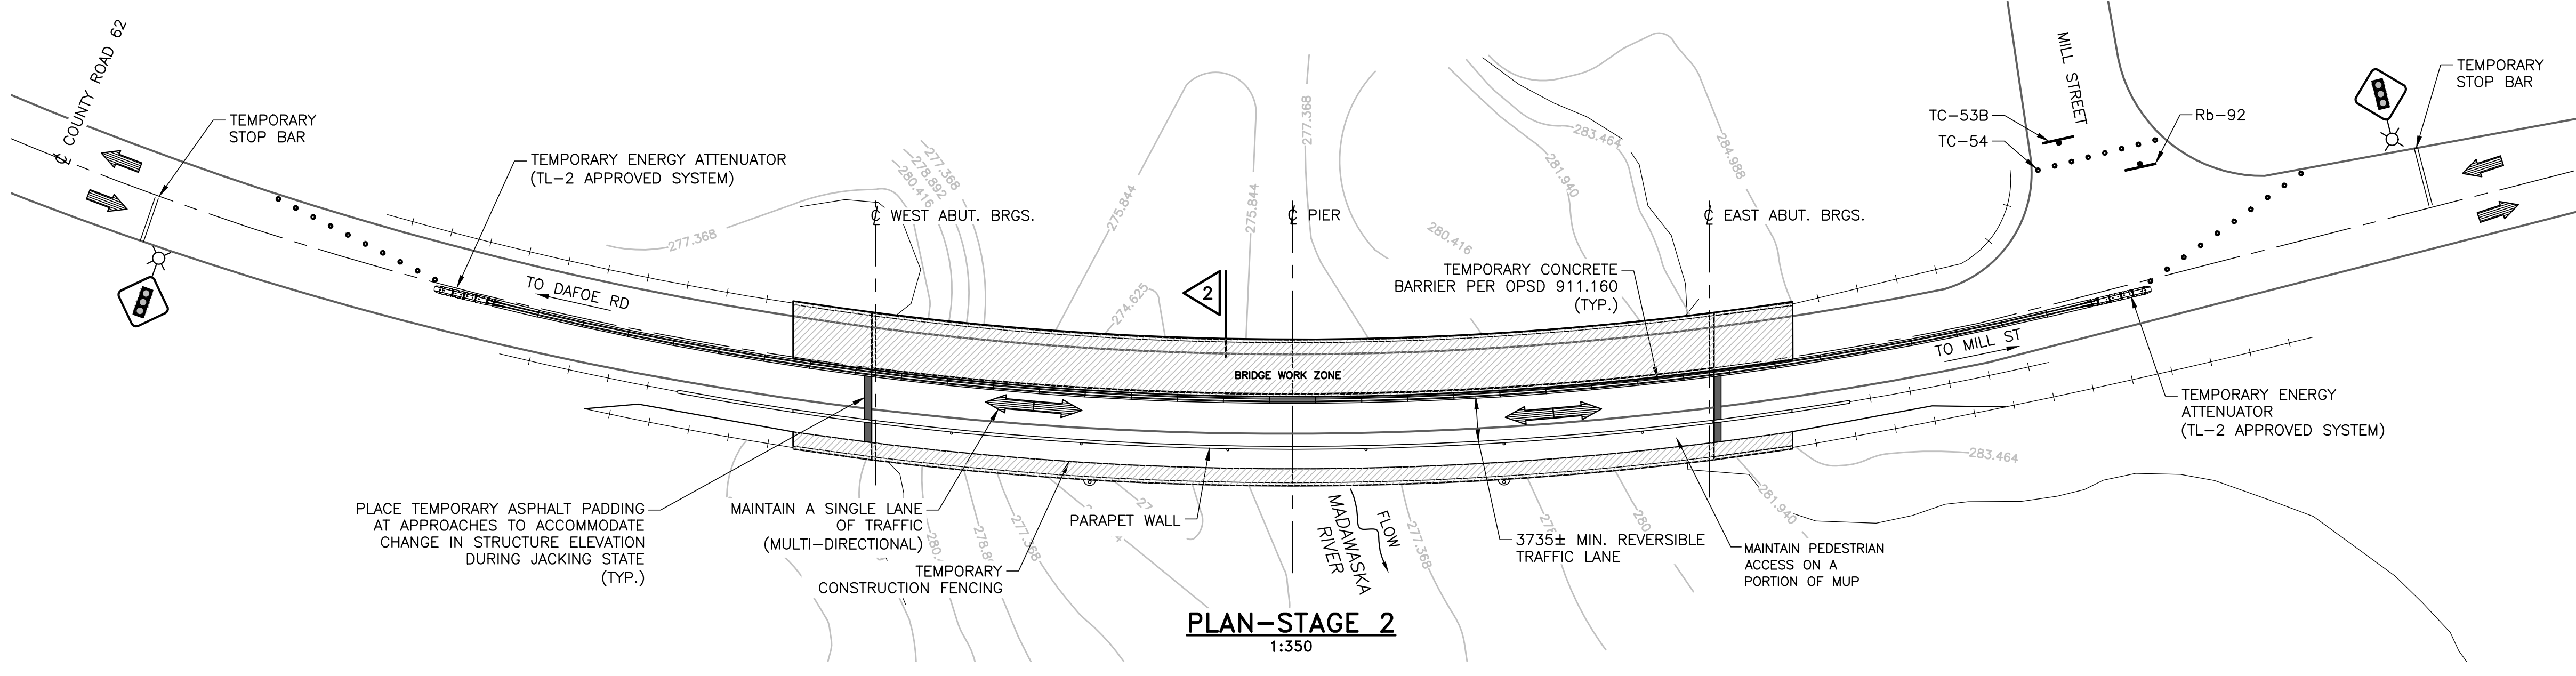 ℄ COUNTY ROAD 62
TEMPORARY
STOP BAR
TEMPORARY ENERGY ATTENUATOR
(TL-2 APPROVED SYSTEM)
TO DAFOE RD
277.368
277.368
278.892
280.416
℄ WEST ABUT. BRGS.
275.844
274.625
275.844
277.368
℄ PIER
2
280.416
281.940
283.464
284.988
℄ EAST ABUT. BRGS.
TEMPORARY CONCRETE
BARRIER PER OPSD 911.160
(TYP.)
BRIDGE WORK ZONE
MILL STREET
TC-53B
TC-54
Rb-92
TEMPORARY
STOP BAR
TO MILL ST
TEMPORARY ENERGY
ATTENUATOR
(TL-2 APPROVED SYSTEM)
283.464
281.940
PLACE TEMPORARY ASPHALT PADDING
AT APPROACHES TO ACCOMMODATE
CHANGE IN STRUCTURE ELEVATION
DURING JACKING STATE
(TYP.)
MAINTAIN A SINGLE LANE
OF TRAFFIC
(MULTI-DIRECTIONAL)
TEMPORARY
CONSTRUCTION FENCING
277.368
PARAPET WALL
MADAWASKA
RIVER
FLOW
277.368
3735± MIN. REVERSIBLE
TRAFFIC LANE
MAINTAIN PEDESTRIAN
ACCESS ON A
PORTION OF MUP
PLAN-STAGE 2
1:350